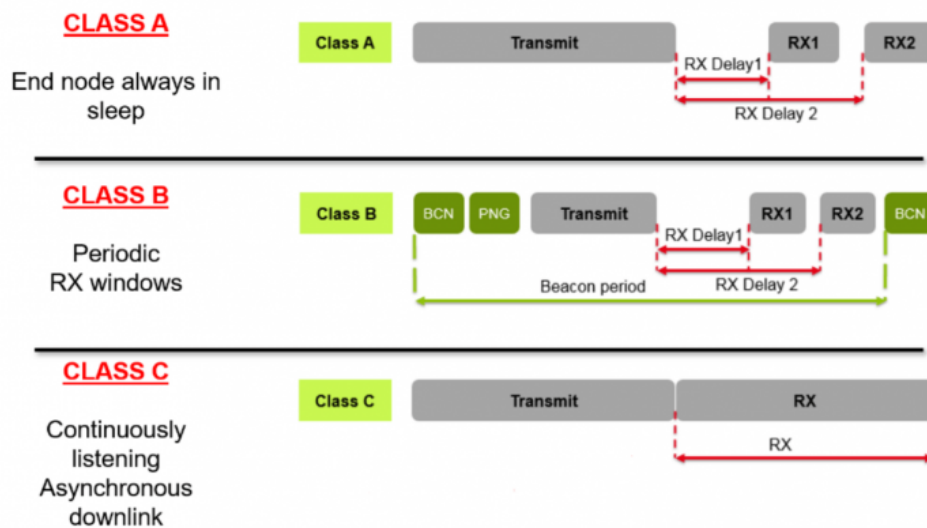 CLASS A
End node always in
sleep
Class A
Transmit
RX1
RX2
RX Delay1
RX Delay 2
CLASS B
Periodic
RX windows
Class B
BCN
PNG
Transmit
RX1
RX2
BCN
RX Delay1
Beacon period
RX Delay 2
CLASS C
Continuously
listening
Asynchronous
downlink
Class C
Transmit
RX
RX